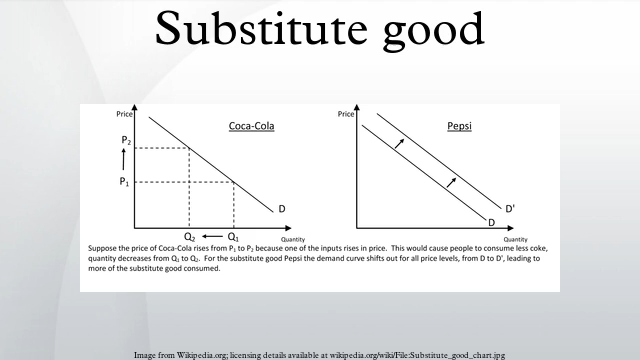 Substitute good
Price
Coca-Cola
P2
P1
D
Q2
Q1
Quantity
Price
Pepsi
D'
D
Quantity
Suppose the price of Coca-Cola rises from P1 to P2 because one of the inputs rises in price. This would cause people to consume less coke,
quantity decreases from Q1 to Q2. For the substitute good Pepsi the demand curve shifts out for all price levels, from D to D', leading to
more of the substitute good consumed.
Image from Wikipedia.org; licensing details available at wikipedia.org/wiki/File:Substitute_good_chart.jpg